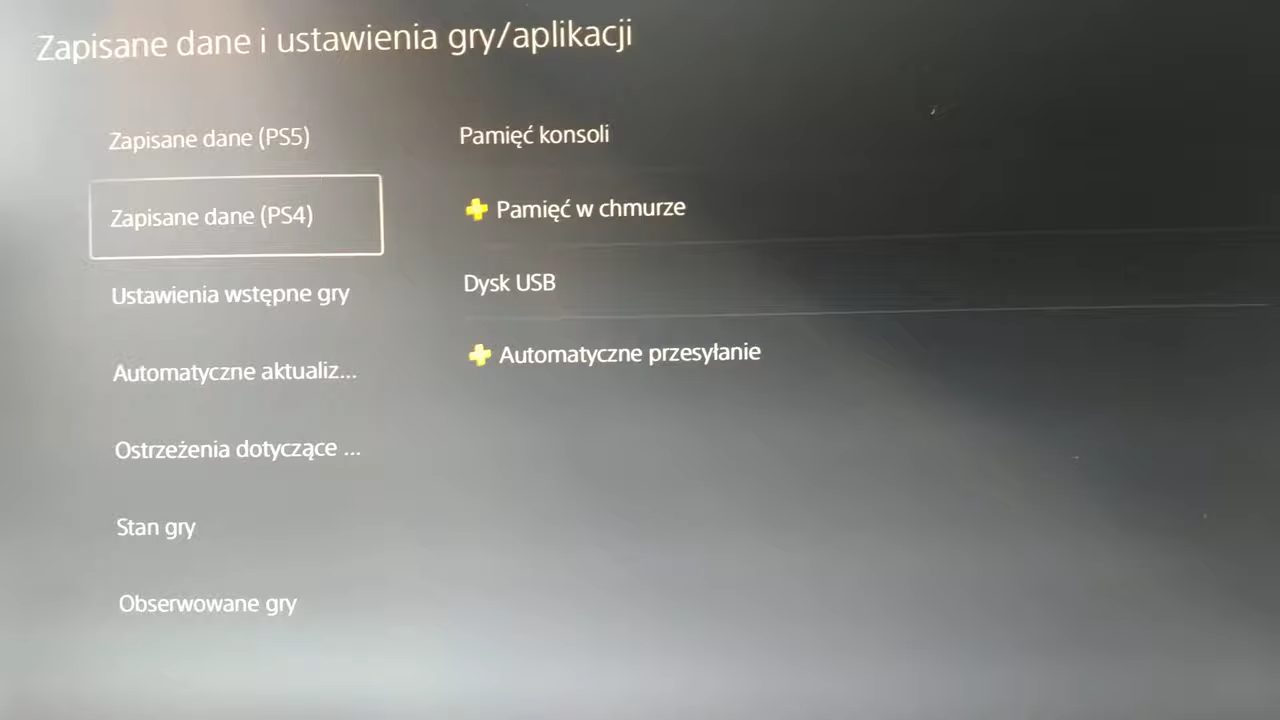 Zapisane dane i ustawienia gry/aplikacji
Zapisane dane (PS5)
Zapisane dane (PS4)
Ustawienia wstępne gry
Automatyczne aktualiz...
Ostrzeżenia dotyczące ...
Stan gry
Obserwowane gry
Pamięć konsoli
Pamięć w chmurze
Dysk USB
Automatyczne przesyłanie